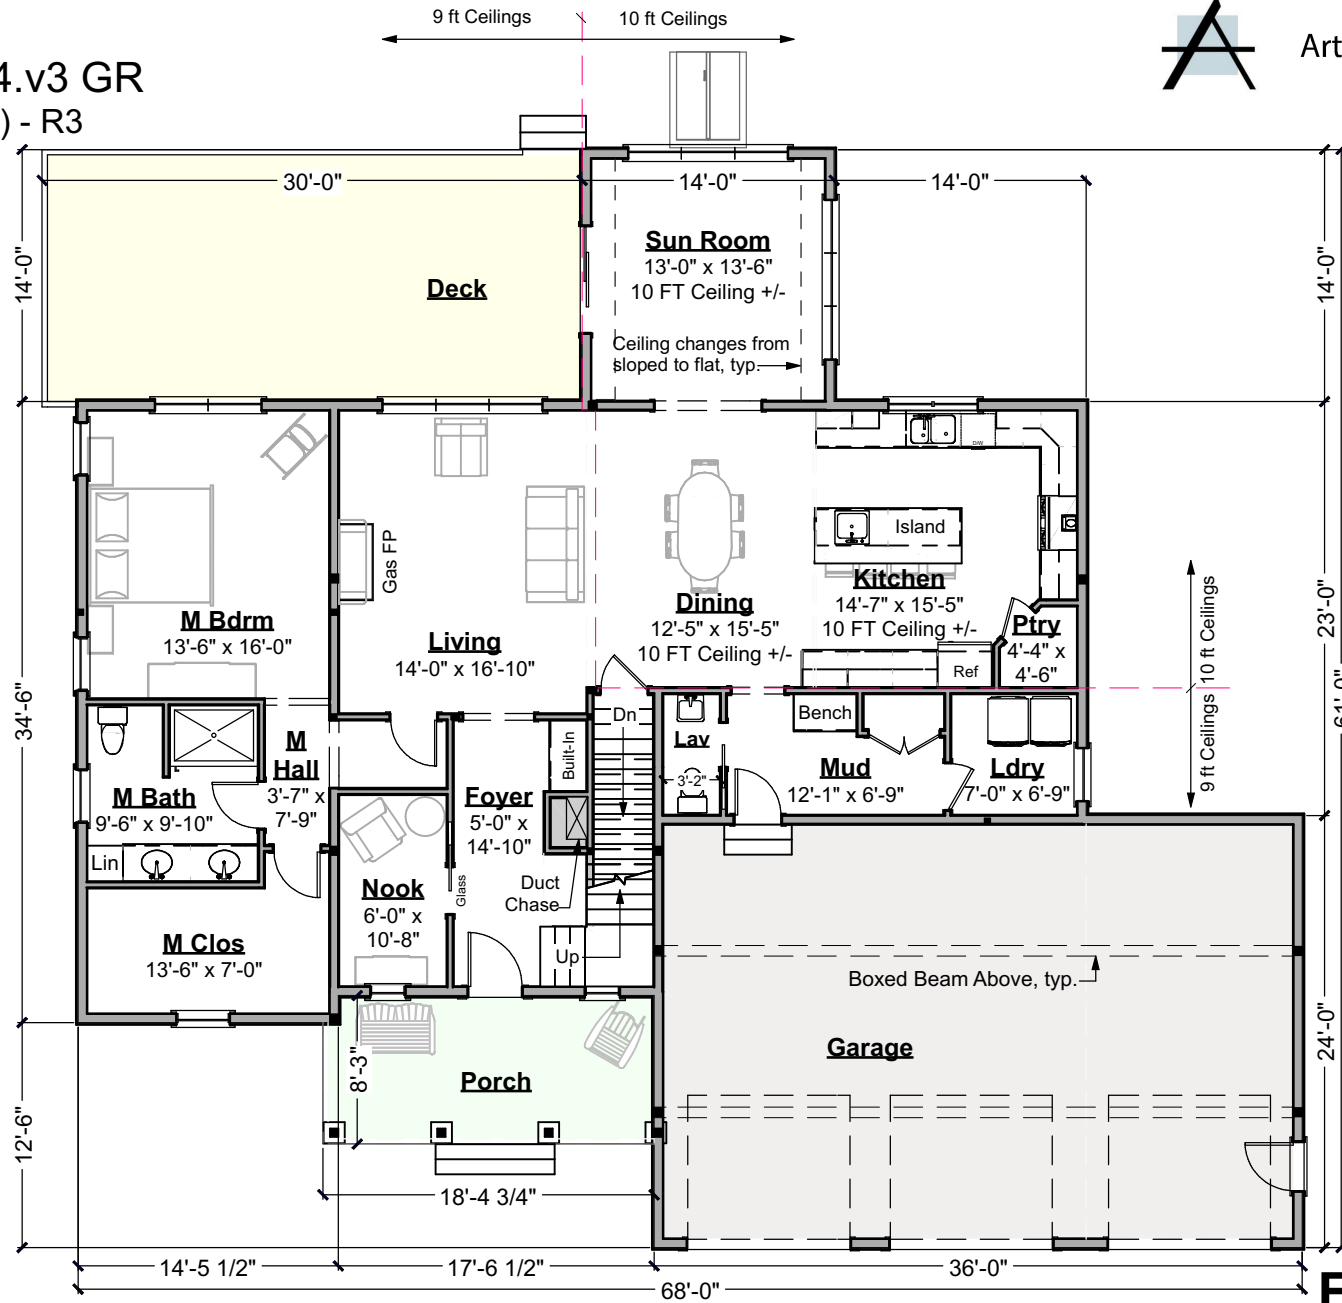 9 ft Ceilings
10 ft Ceilings
Art
4.v3 GR
) - R3
30'-0"
14'-0"
14'-0"
14'-0"
14'-0"
Sun Room
13'-0" x 13'-6"
10 FT Ceiling +/-
Deck
Ceiling changes from
sloped to flat, typ.
Gas FP
Island
D/W
M Bdrm
13'-6" x 16'-0"
Living
14'-0" x 16'-10"
Dining
12'-5" x 15'-5"
10 FT Ceiling +/-
Kitchen
14'-7" x 15'-5"
10 FT Ceiling +/-
Ptry
4'-4" x
4'-6"
Ref
10 ft Ceilings
9 ft Ceilings
23'-0"
61'-0"
34'-6"
Dn
Lav
3'-2"
Bench
Mud
12'-1" x 6'-9"
Ldry
7'-0" x 6'-9"
M
Hall
3'-7" x
7'-9"
M Bath
9'-6" x 9'-10"
Lin
Built-In
Foyer
5'-0" x
14'-10"
Duct
Chase
Glass
Nook
6'-0" x
10'-8"
M Clos
13'-6" x 7'-0"
Up
Boxed Beam Above, typ.
Garage
24'-0"
8'-3"
Porch
12'-6"
18'-4 3/4"
14'-5 1/2"
17'-6 1/2"
36'-0"
68'-0"